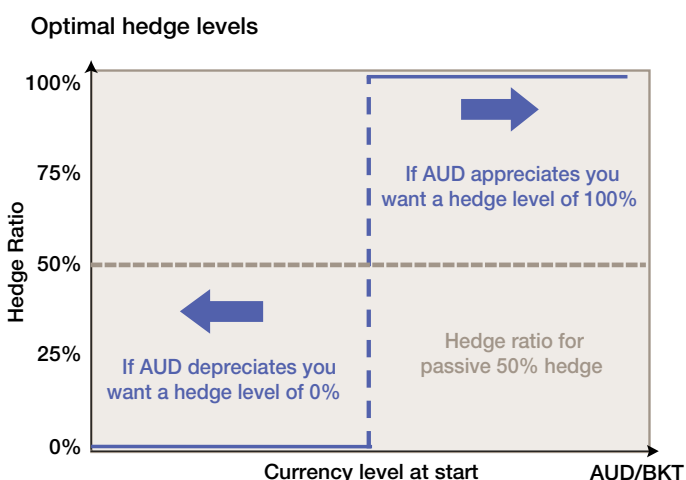 Optimal hedge levels
100%
75%
50%
25%
0%
Hedge Ratio
If AUD appreciates you
want a hedge level of 100%
If AUD depreciates you
want a hedge level of 0%
Hedge ratio for
passive 50% hedge
Currency level at start
AUD/BKT